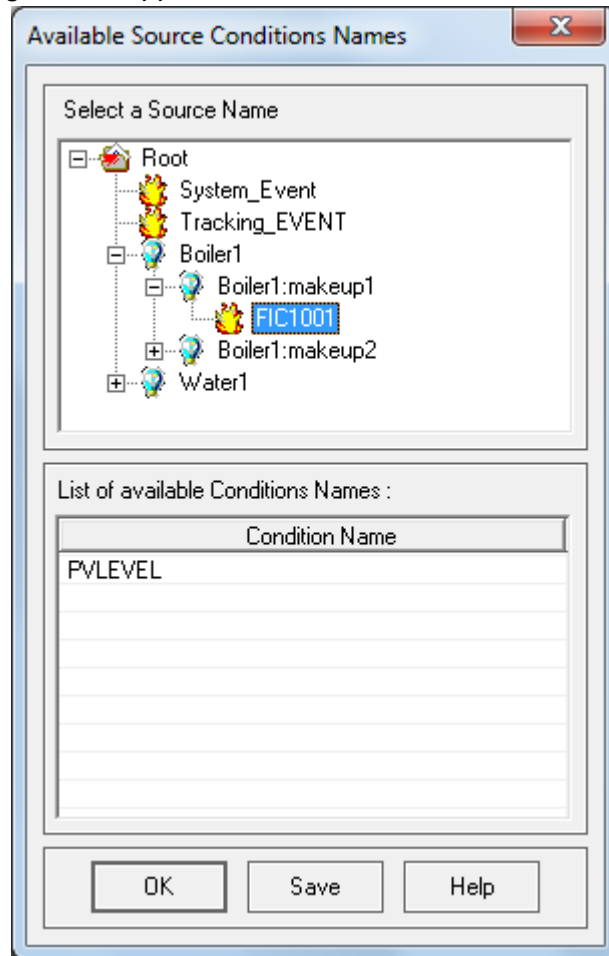 Available Source Conditions Names
Select a Source Name
Root
System_Event
Tracking_EVENT
Boiler1
Boiler1:makeup1
FIC1001
Boiler1:makeup2
Water1
List of available Conditions Names :
Condition Name
PVLEVEL
OK Save Help